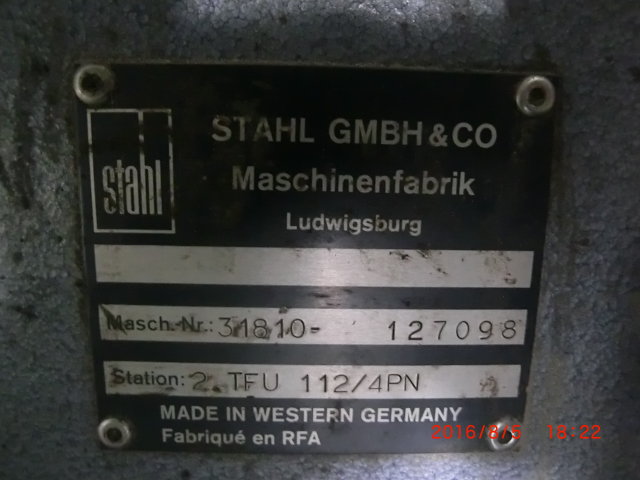 STAHL GMBH & CO
stahl
Maschinenfabrik
Ludwigsburg
Masch.-Nr.: 31810- 127098
Station: 2.TFU 112/4PN
MADE IN WESTERN GERMANY
Fabriqué en RFA
2016/8/5 18:22